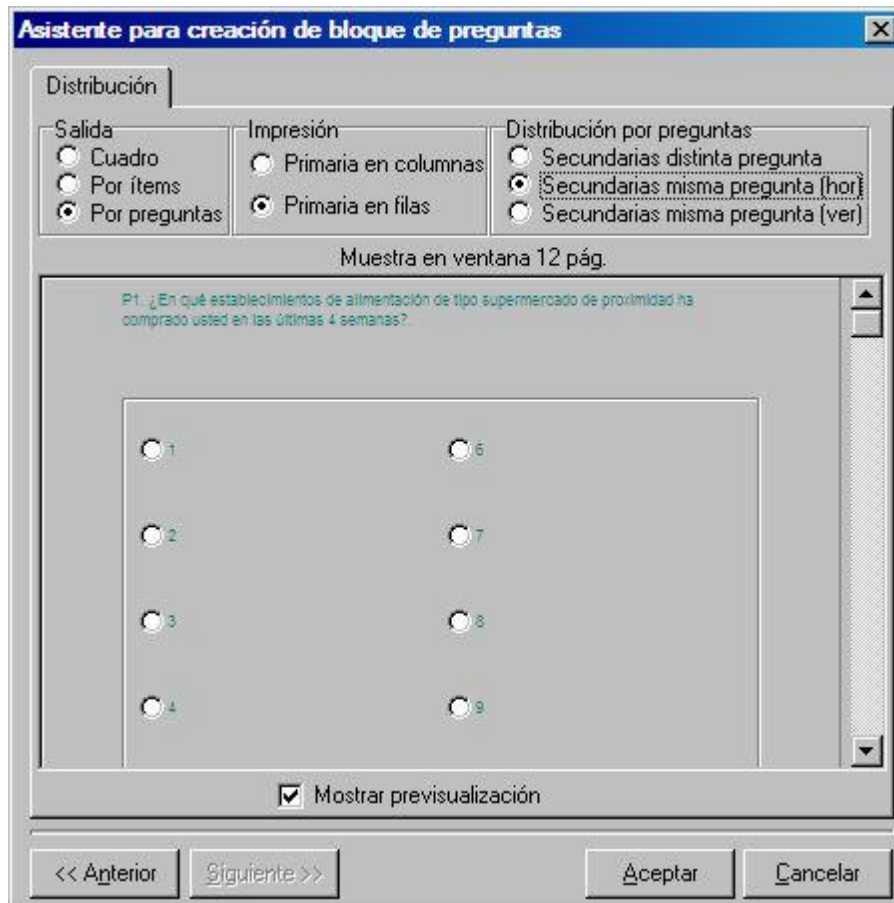 Asistente para creación de bloque de preguntas
Distribución
Salida
Cuadro
Por ítems
Por preguntas
Impresión
Primaria en columnas
Primaria en filas
Distribución por preguntas
Secundarias distinta pregunta
Secundarias misma pregunta (hor)
Secundarias misma pregunta (ver)
Muestra en ventana 12 pág.
P1. ¿En qué establecimientos de alimentación de tipo supermercado de proximidad ha
comprado usted en las últimas 4 semanas?.
1 6
2 7
3 8
4 9
Mostrar previsualización
<< Anterior Siguiente >> Aceptar Cancelar